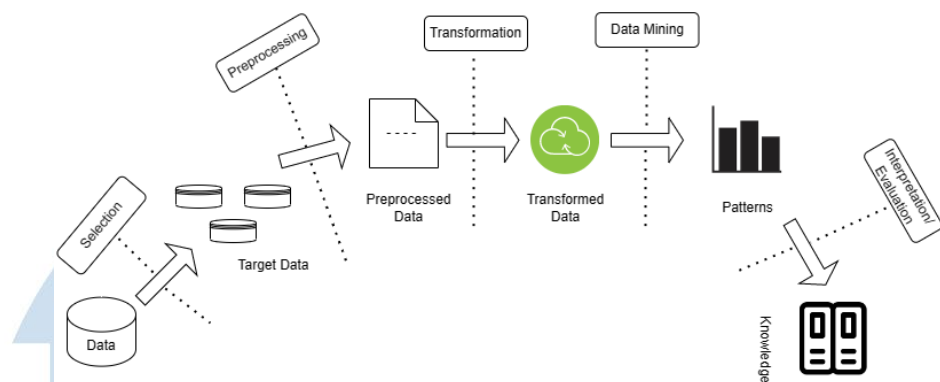 Data
Selection
Target Data
Preprocessing
Preprocessed
Data
Transformation
Transformed
Data
Data Mining
Patterns
Interpretation/
Evaluation
Knowledge